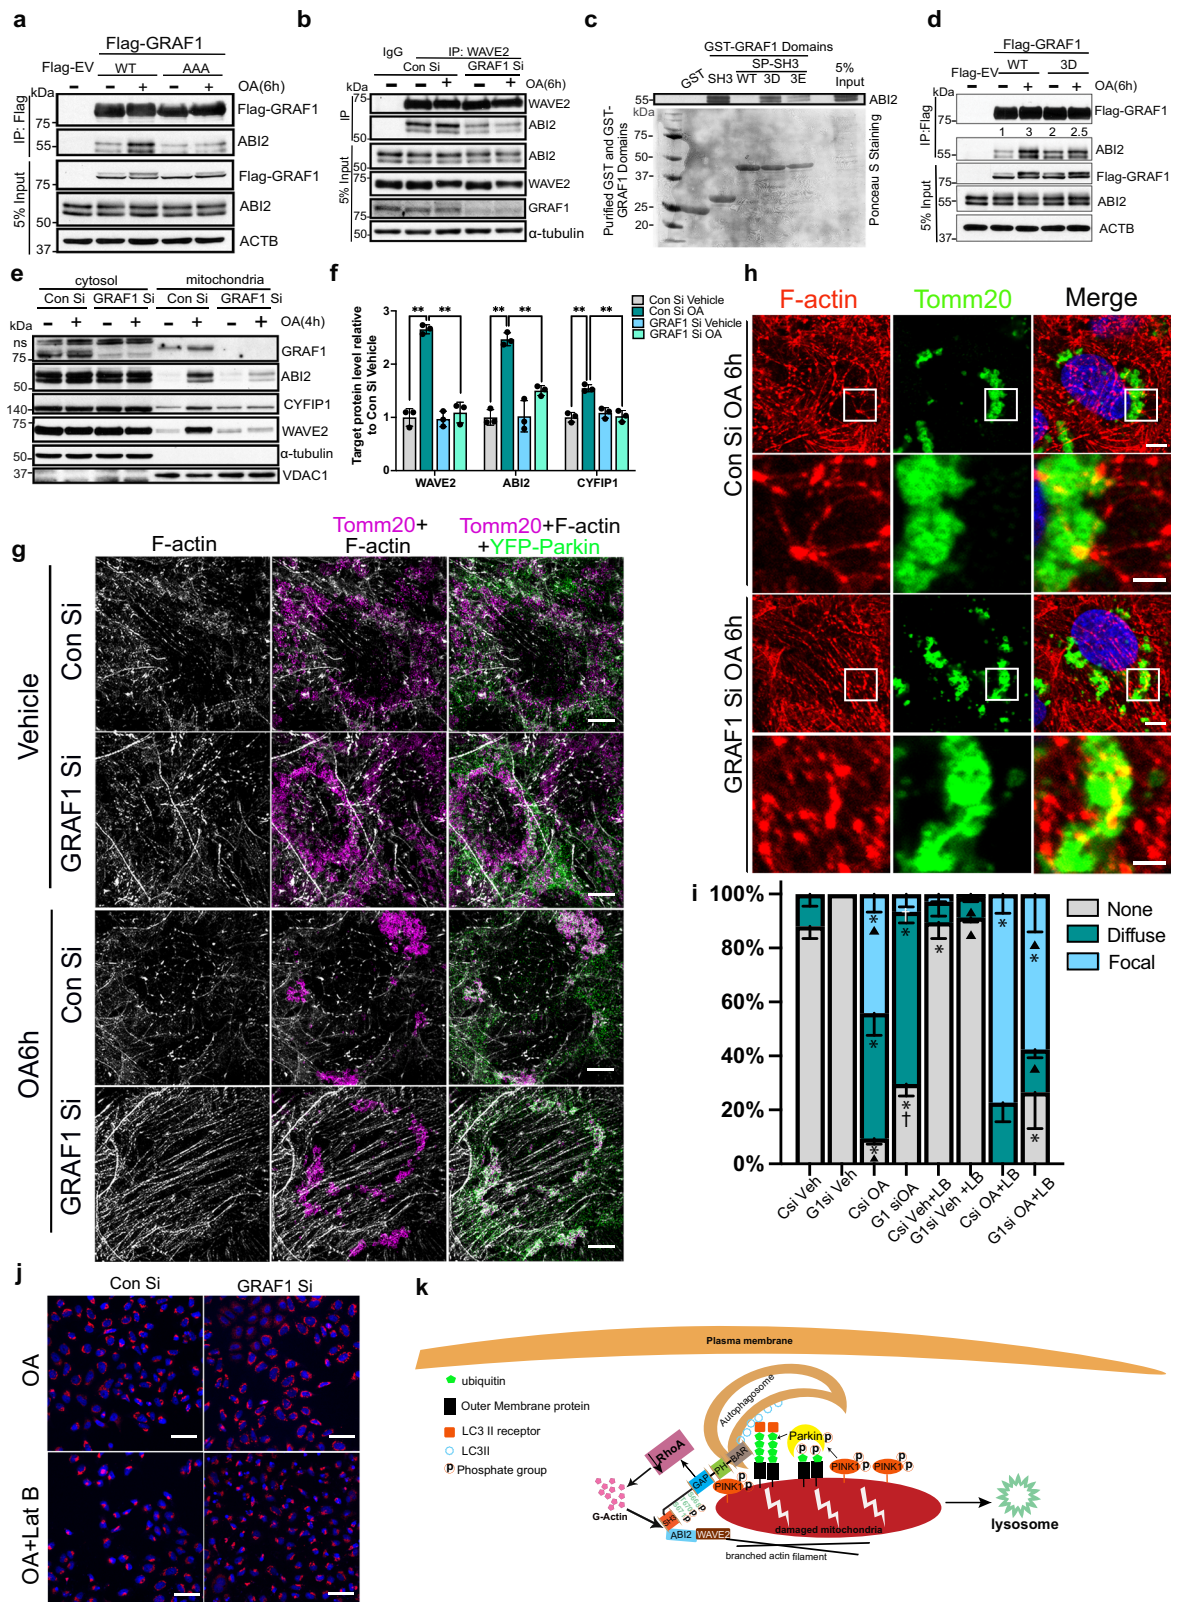 a
Flag-GRAF1
Flag-EV WT AAA
kDa − − + − + OA(6h)
IP: Flag
75 Flag-GRAF1
55 ABI2
5% Input
75 Flag-GRAF1
50 ABI2
37 ACTB
b
IgG IP: WAVE2
Con Si GRAF1 Si
kDa − − + − + OA(6h)
IP
75 WAVE2
50 ABI2
5% Input
50 ABI2
75 WAVE2
75 GRAF1
50 α-tubulin
c
GST-GRAF1 Domains
SP-SH3
GST SH3 WT 3D 3E 5% Input
55 ABI2
kDa
75
50
37
25
20
Purified GST and GST-GRAF1 Domains
Ponceau S Staining
d
Flag-GRAF1
Flag-EV WT 3D
kDa − − + − + OA(6h)
IP:Flag
75 Flag-GRAF1
1 3 2 2.5
55 ABI2
5% Input
75 Flag-GRAF1
55 ABI2
37 ACTB
e
cytosol mitochondria
Con Si GRAF1 Si Con Si GRAF1 Si
kDa − + − + − + − + OA(4h)
ns
75 GRAF1
50 ABI2
140 CYFIP1
75 WAVE2
50 α-tubulin
37 VDAC1
f
Target protein level relative
to Con Si Vehicle
3
2
1
0
** ** ** ** ** **
WAVE2 ABI2 CYFIP1
Con Si Vehicle
Con Si OA
GRAF1 Si Vehicle
GRAF1 Si OA
g
F-actin
Tomm20+
F-actin
Tomm20+F-actin
+YFP-Parkin
Vehicle
Con Si
GRAF1 Si
OA6h
Con Si
GRAF1 Si
h
F-actin Tomm20 Merge
Con Si OA 6h
GRAF1 Si OA 6h
i
100%
80%
60%
40%
20%
0%
* ▲ * * ▲
* * †
*
▲ ▲
*
▲ * ▲ *
Csi Veh
G1si Veh
Csi OA
G1 siOA
Csi Veh+LB
G1si Veh +LB
Csi OA+LB
G1si OA+LB
None
Diffuse
Focal
j
Con Si GRAF1 Si
OA
OA+Lat B
k
Plasma membrane
ubiquitin
Outer Membrane protein
LC3 II receptor
LC3II
P Phosphate group
Autophagosome
RhoA
GAP
PH
BAR
PINK1 P P
Parkin P
P P
PINK1 P P
PINK1 P P
G-Actin
SH3
P P P
ABI2 WAVE2
damaged mitochondria
branched actin filament
lysosome